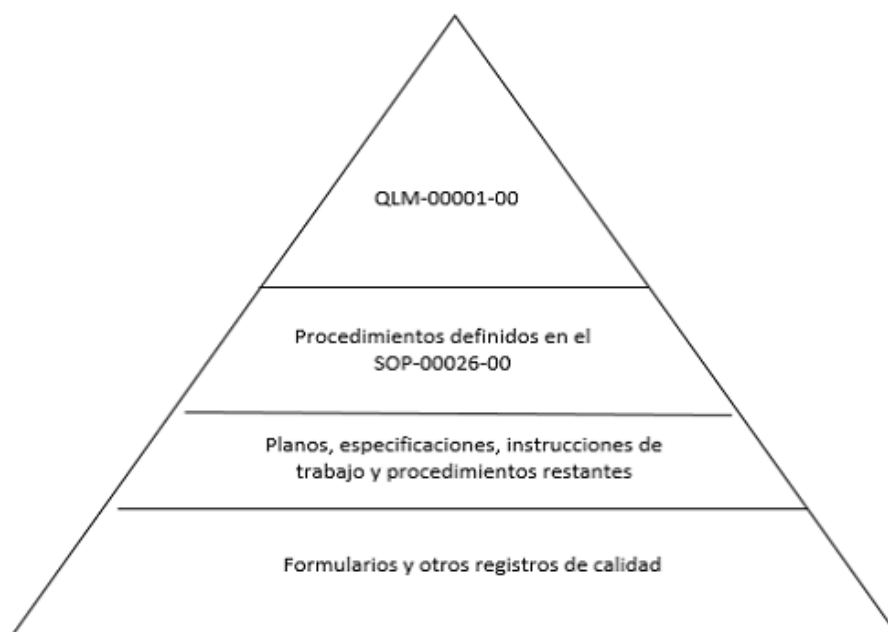 QLM-00001-00
Procedimientos definidos en el
SOP-00026-00
Planos, especificaciones, instrucciones de
trabajo y procedimientos restantes
Formularios y otros registros de calidad